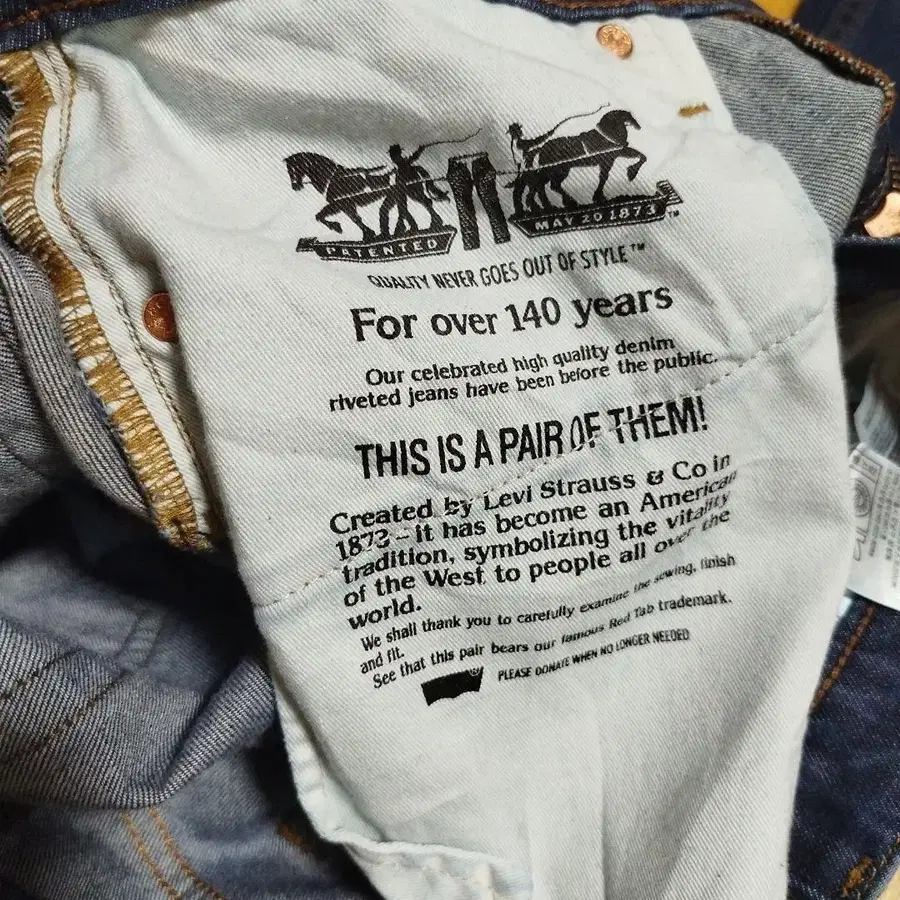 PATENTED
MAY 20 1873 ™
QUALITY NEVER GOES OUT OF STYLE™
For over 140 years
Our celebrated high quality denim
riveted jeans have been before the public.
THIS IS A PAIR OF THEM!
Created by Levi Strauss & Co in
1873 - it has become an American
tradition, symbolizing the vitality
of the West to people all over the
world.
We shall thank you to carefully examine the sewing, finish
and fit.
See that this pair bears our famous Red Tab trademark.
® PLEASE DONATE WHEN NO LONGER NEEDED